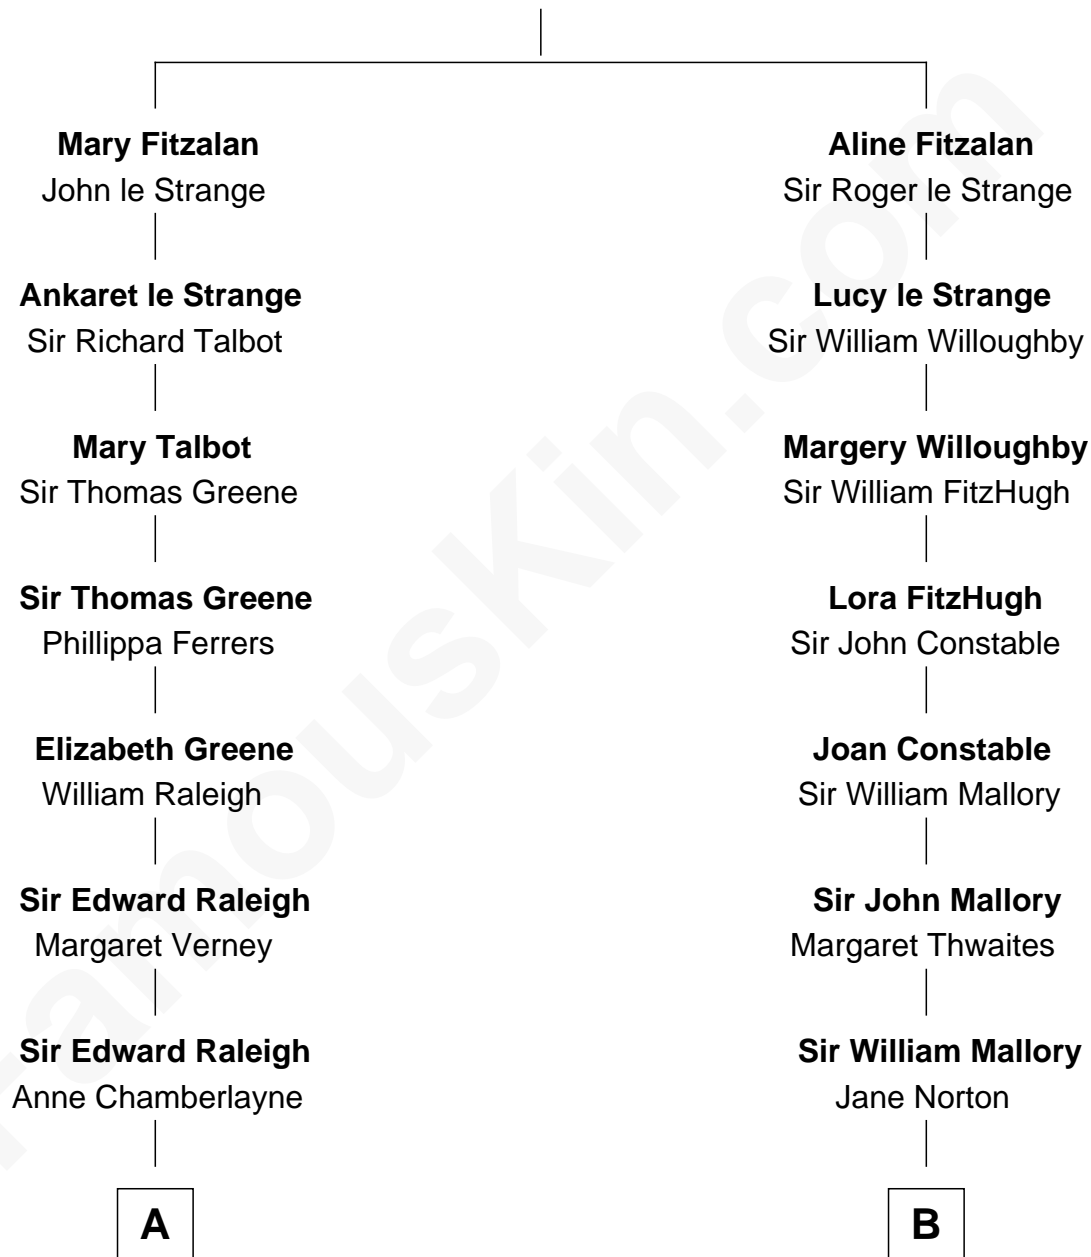 Mary Fitzalan
John le Strange
Ankaret le Strange
Sir Richard Talbot
Mary Talbot
Sir Thomas Greene
Sir Thomas Greene
Phillippa Ferrers
Elizabeth Greene
William Raleigh
Sir Edward Raleigh
Margaret Verney
Sir Edward Raleigh
Anne Chamberlayne
A
Aline Fitzalan
Sir Roger le Strange
Lucy le Strange
Sir William Willoughby
Margery Willoughby
Sir William FitzHugh
Lora FitzHugh
Sir John Constable
Joan Constable
Sir William Mallory
Sir John Mallory
Margaret Thwaites
Sir William Mallory
Jane Norton
B
FamousKin.com